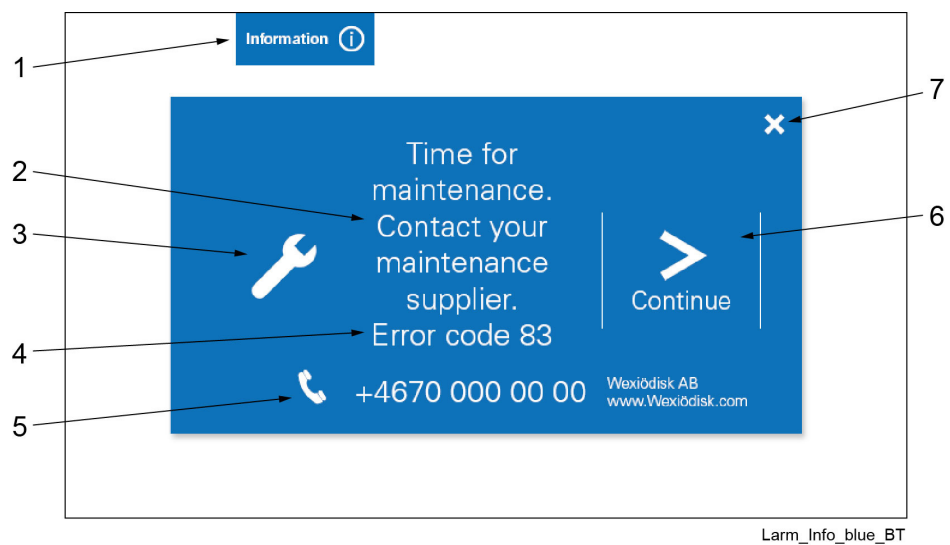 Information
1
7
Time for
maintenance.
2
Contact your
3
6
maintenance
supplier.
Continue
4
Error code 83
5
+4670 000 00 00
Wexiödisk AB
www.Wexiödisk.com
Larm_Info_blue_BT